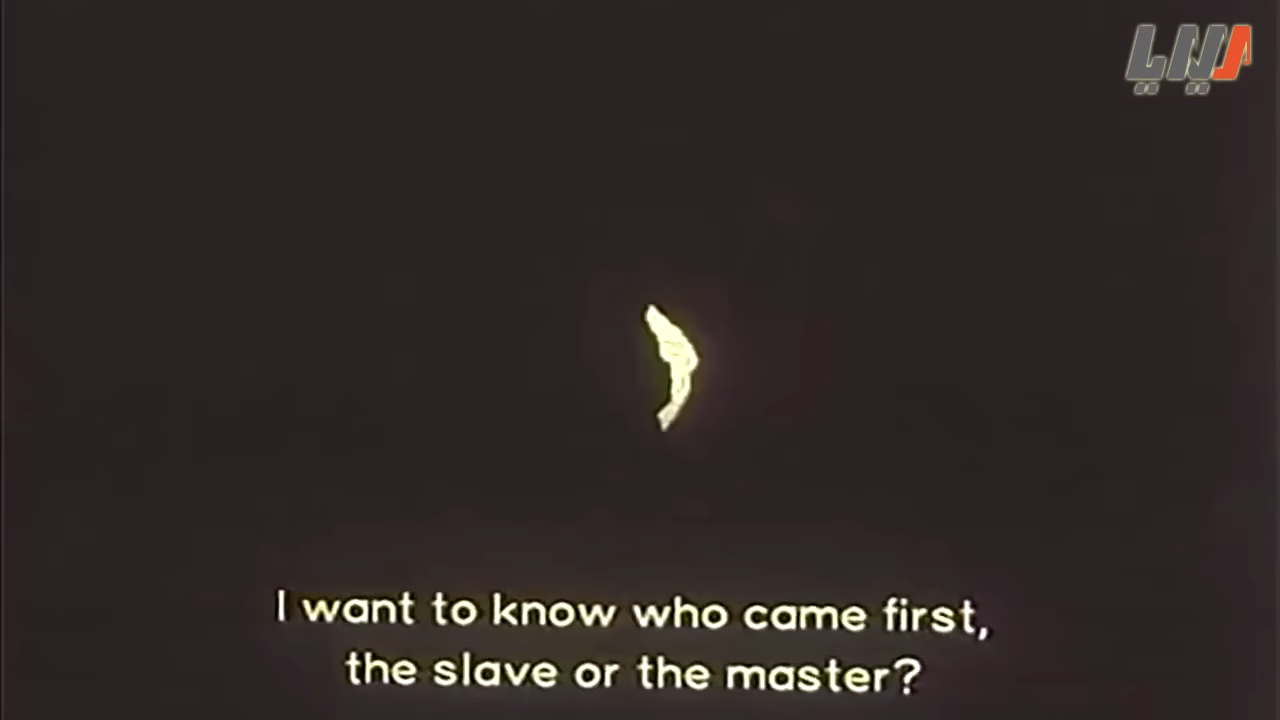 I want to know who came first,
the slave or the master?